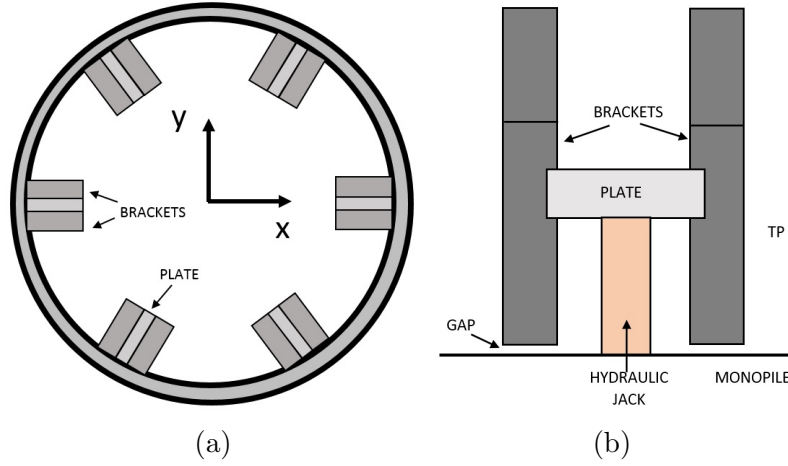 y
x
BRACKETS
PLATE
(a)
BRACKETS
PLATE
TP
GAP
HYDRAULIC
JACK
MONOPILE
(b)